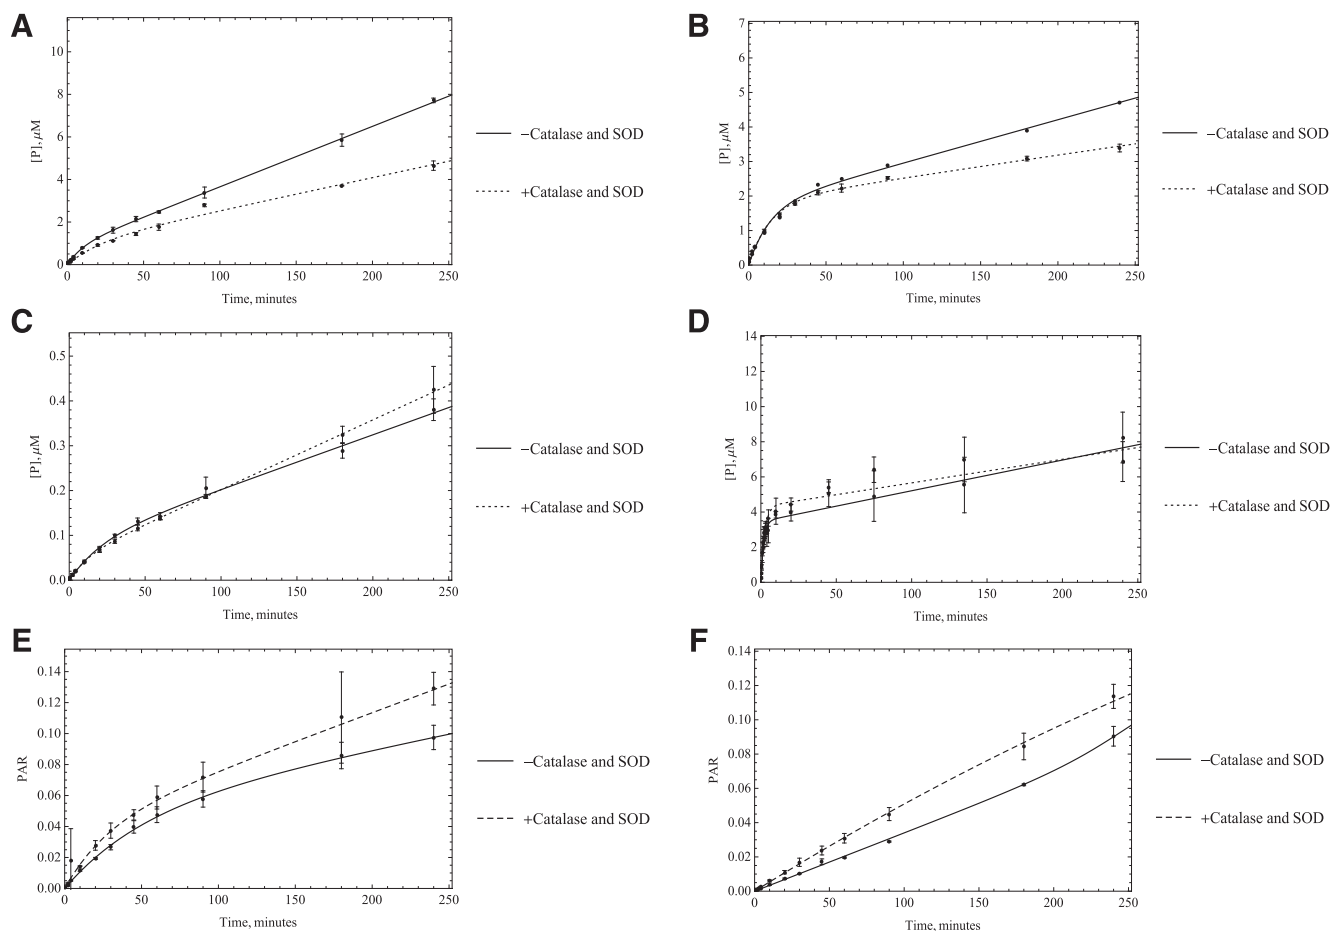 A
[P], μM
10
8
6
4
2
0
0 50 100 150 200 250
Time, minutes
−Catalase and SOD
+Catalase and SOD
B
[P], μM
7
6
5
4
3
2
1
0
0 50 100 150 200 250
Time, minutes
−Catalase and SOD
+Catalase and SOD
C
[P], μM
0.5
0.4
0.3
0.2
0.1
0.0
0 50 100 150 200 250
Time, minutes
−Catalase and SOD
+Catalase and SOD
D
[P], μM
14
12
10
8
6
4
2
0
0 50 100 150 200 250
Time, minutes
−Catalase and SOD
+Catalase and SOD
E
PAR
0.14
0.12
0.10
0.08
0.06
0.04
0.02
0.00
0 50 100 150 200 250
Time, minutes
−Catalase and SOD
+Catalase and SOD
F
PAR
0.14
0.12
0.10
0.08
0.06
0.04
0.02
0.00
0 50 100 150 200 250
Time, minutes
−Catalase and SOD
+Catalase and SOD